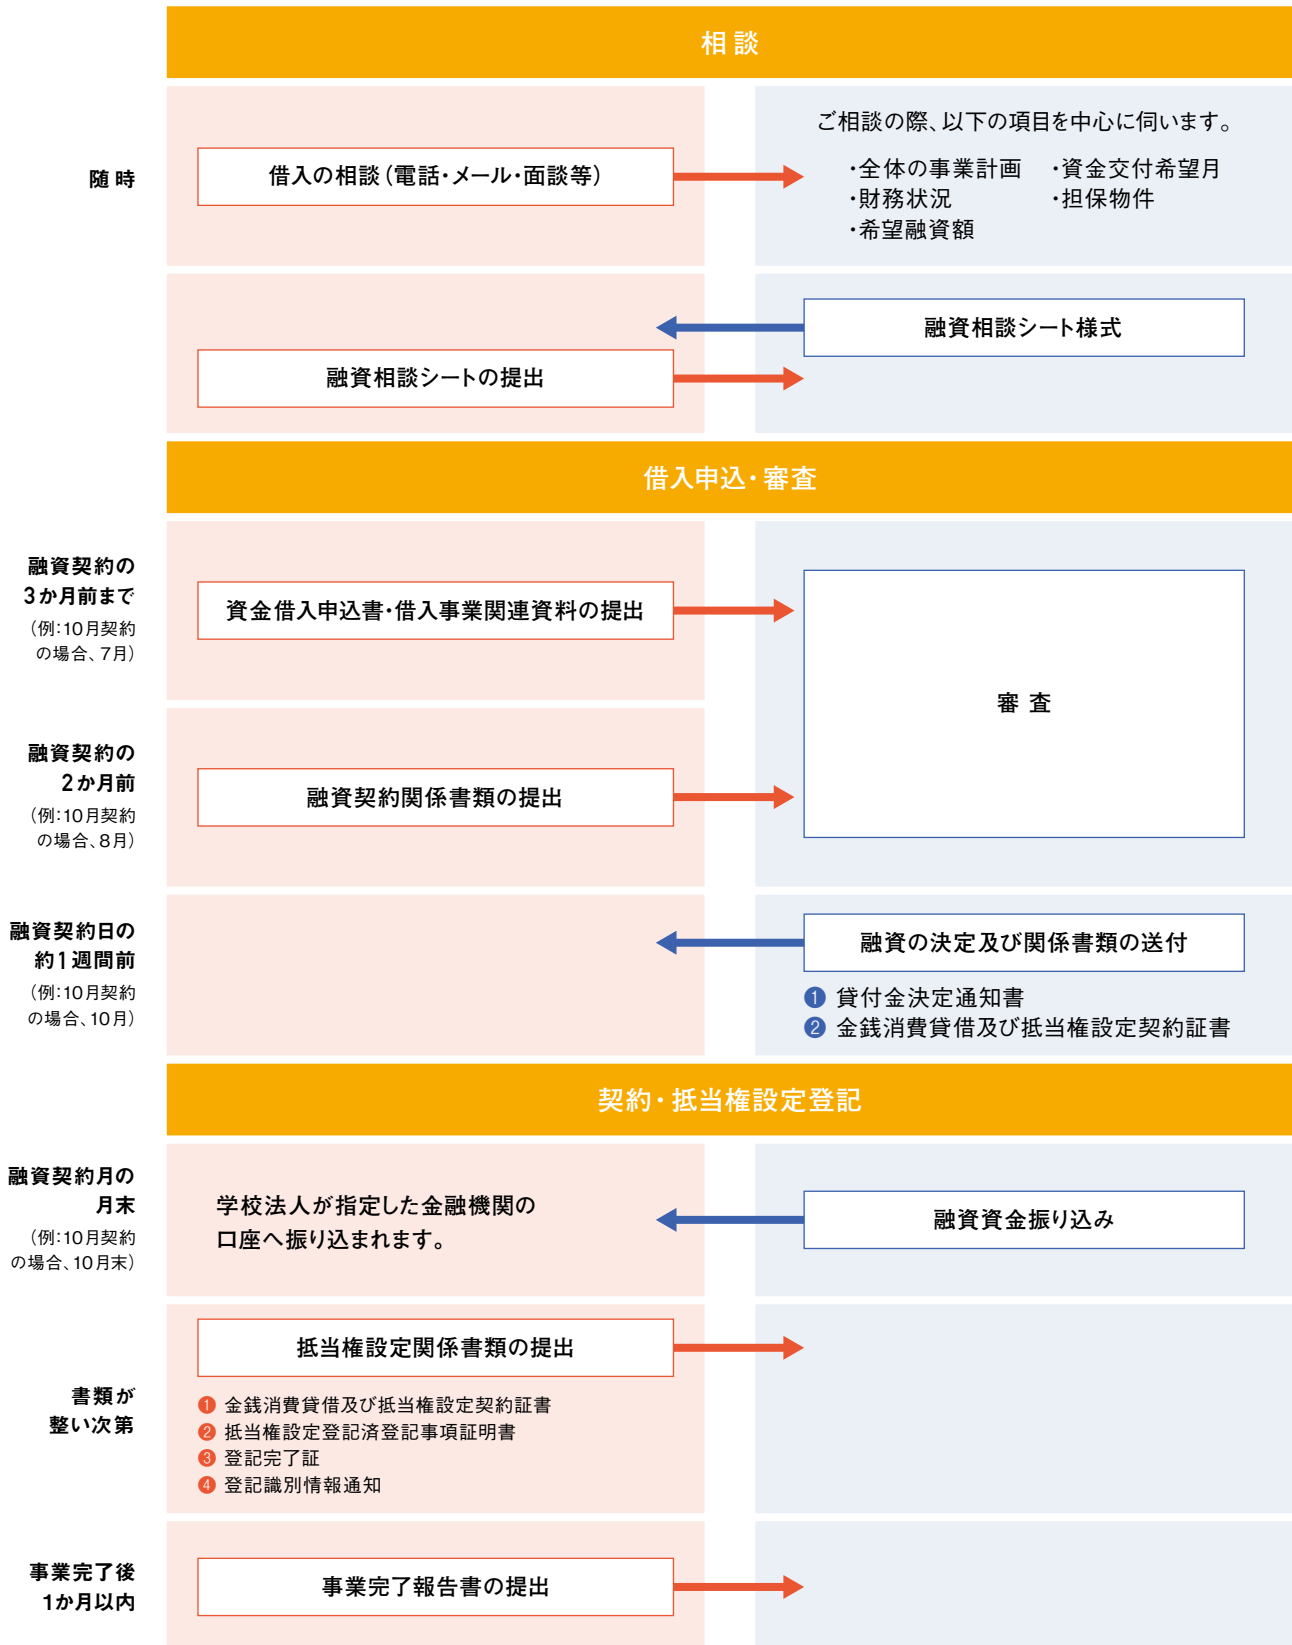 相談
随時
借入の相談（電話・メール・面談等）
ご相談の際、以下の項目を中心に伺います。
・全体の事業計画　・資金交付希望月
・財務状況　・担保物件
・希望融資額
融資相談シート様式
融資相談シートの提出
借入申込・審査
融資契約の
3か月前まで
（例：10月契約
の場合、7月）
資金借入申込書・借入事業関連資料の提出
審査
融資契約の
2か月前
（例：10月契約
の場合、8月）
融資契約関係書類の提出
融資契約日の
約1週間前
（例：10月契約
の場合、10月）
融資の決定及び関係書類の送付
❶ 貸付金決定通知書
❷ 金銭消費貸借及び抵当権設定契約証書
契約・抵当権設定登記
融資契約月の
月末
（例：10月契約
の場合、10月末）
学校法人が指定した金融機関の
口座へ振り込まれます。
融資資金振り込み
書類が
整い次第
抵当権設定関係書類の提出
❶ 金銭消費貸借及び抵当権設定契約証書
❷ 抵当権設定登記済登記事項証明書
❸ 登記完了証
❹ 登記識別情報通知
事業完了後
1か月以内
事業完了報告書の提出